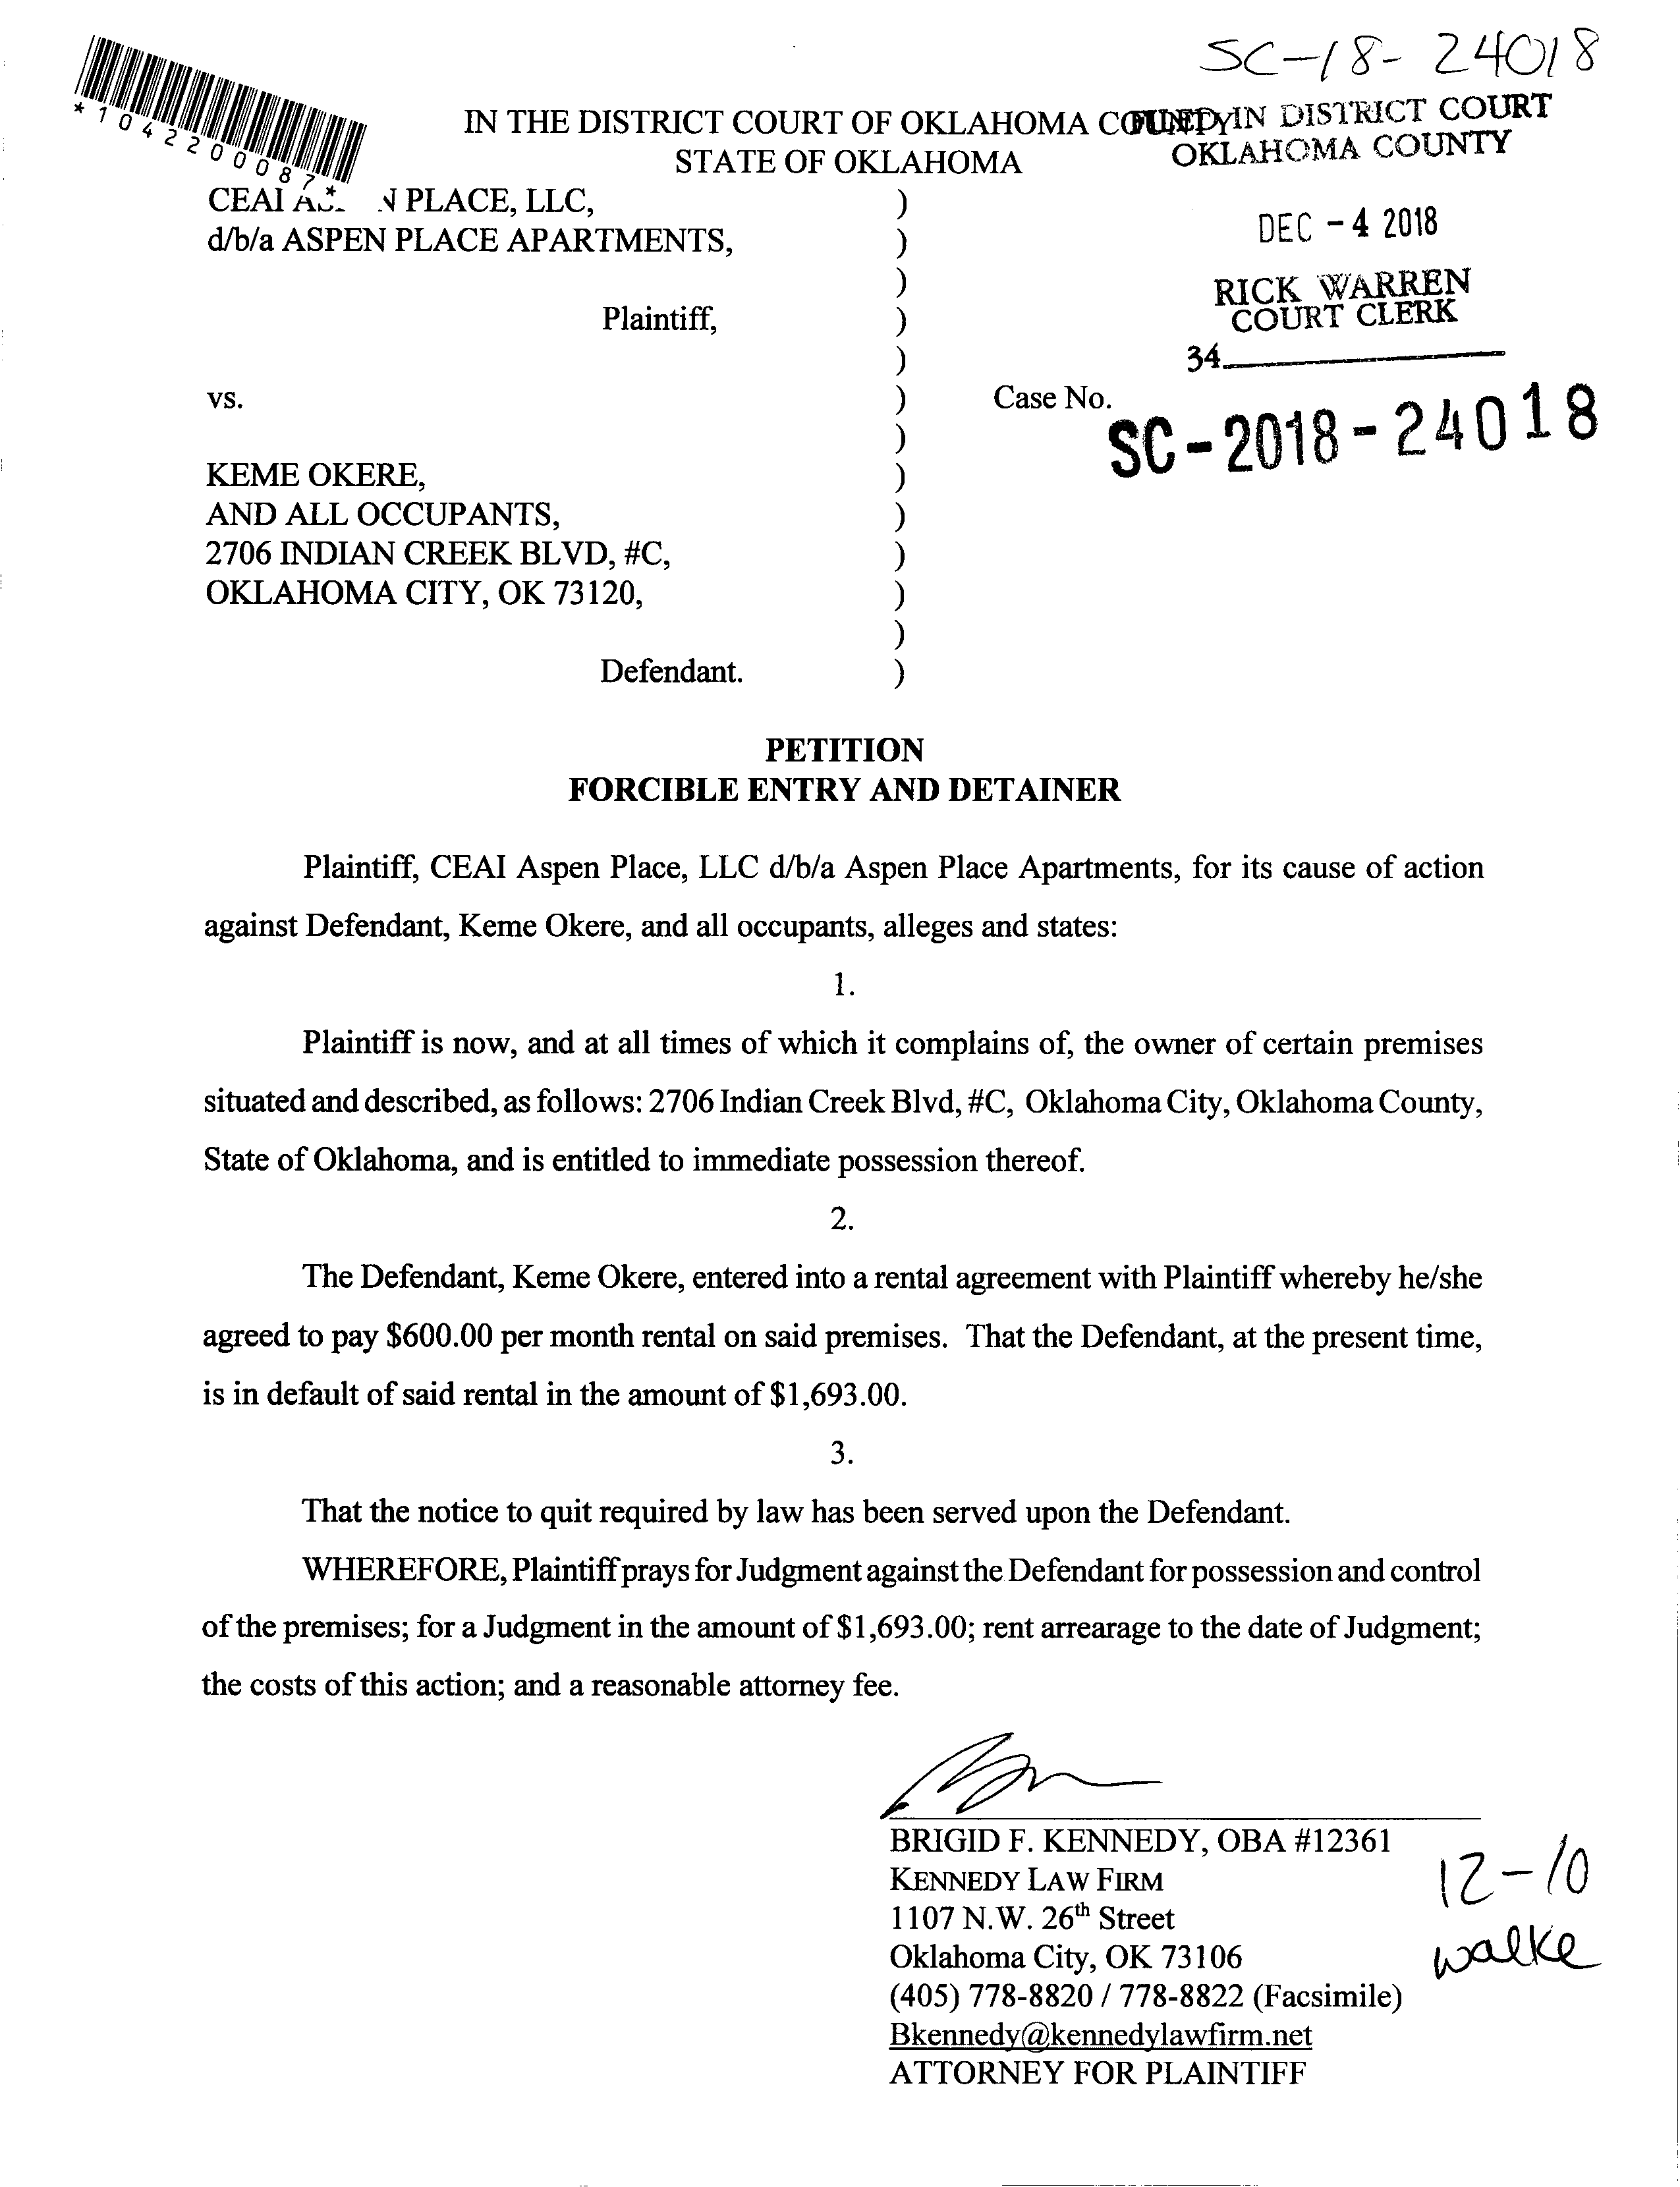 SC-18-24018
*1042200087*
IN THE DISTRICT COURT OF OKLAHOMA COUNTY
STATE OF OKLAHOMA
FILED IN DISTRICT COURT
OKLAHOMA COUNTY
DEC -4 2018
RICK WARREN
COURT CLERK
34
CEAI PLACE, LLC, )
d/b/a ASPEN PLACE APARTMENTS, )
)
Plaintiff, )
)
vs. ) Case No. SC-2018-24018
)
KEME OKERE, )
AND ALL OCCUPANTS, )
2706 INDIAN CREEK BLVD, #C, )
OKLAHOMA CITY, OK 73120, )
)
Defendant. )
PETITION
FORCIBLE ENTRY AND DETAINER
Plaintiff, CEAI Aspen Place, LLC d/b/a Aspen Place Apartments, for its cause of action
against Defendant, Keme Okere, and all occupants, alleges and states:
1.
Plaintiff is now, and at all times of which it complains of, the owner of certain premises
situated and described, as follows: 2706 Indian Creek Blvd, #C, Oklahoma City, Oklahoma County,
State of Oklahoma, and is entitled to immediate possession thereof.
2.
The Defendant, Keme Okere, entered into a rental agreement with Plaintiff whereby he/she
agreed to pay $600.00 per month rental on said premises. That the Defendant, at the present time,
is in default of said rental in the amount of $1,693.00.
3.
That the notice to quit required by law has been served upon the Defendant.
WHEREFORE, Plaintiff prays for Judgment against the Defendant for possession and control
of the premises; for a Judgment in the amount of $1,693.00; rent arrearage to the date of Judgment;
the costs of this action; and a reasonable attorney fee.
BRIGID F. KENNEDY, OBA #12361
KENNEDY LAW FIRM
1107 N.W. 26th Street
Oklahoma City, OK 73106
(405) 778-8820 / 778-8822 (Facsimile)
Bkennedy@kennedylawfirm.net
ATTORNEY FOR PLAINTIFF
12-10
walke